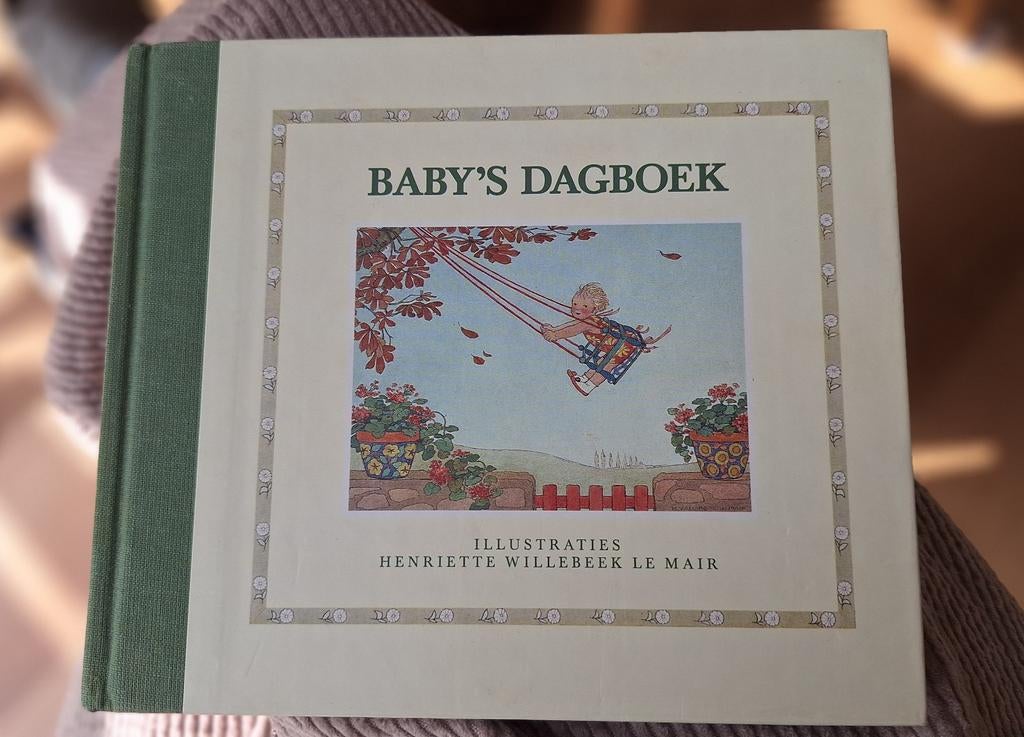 BABY'S DAGBOEK
ILLUSTRATIES
HENRIETTE WILLEBEEK LE MAIR